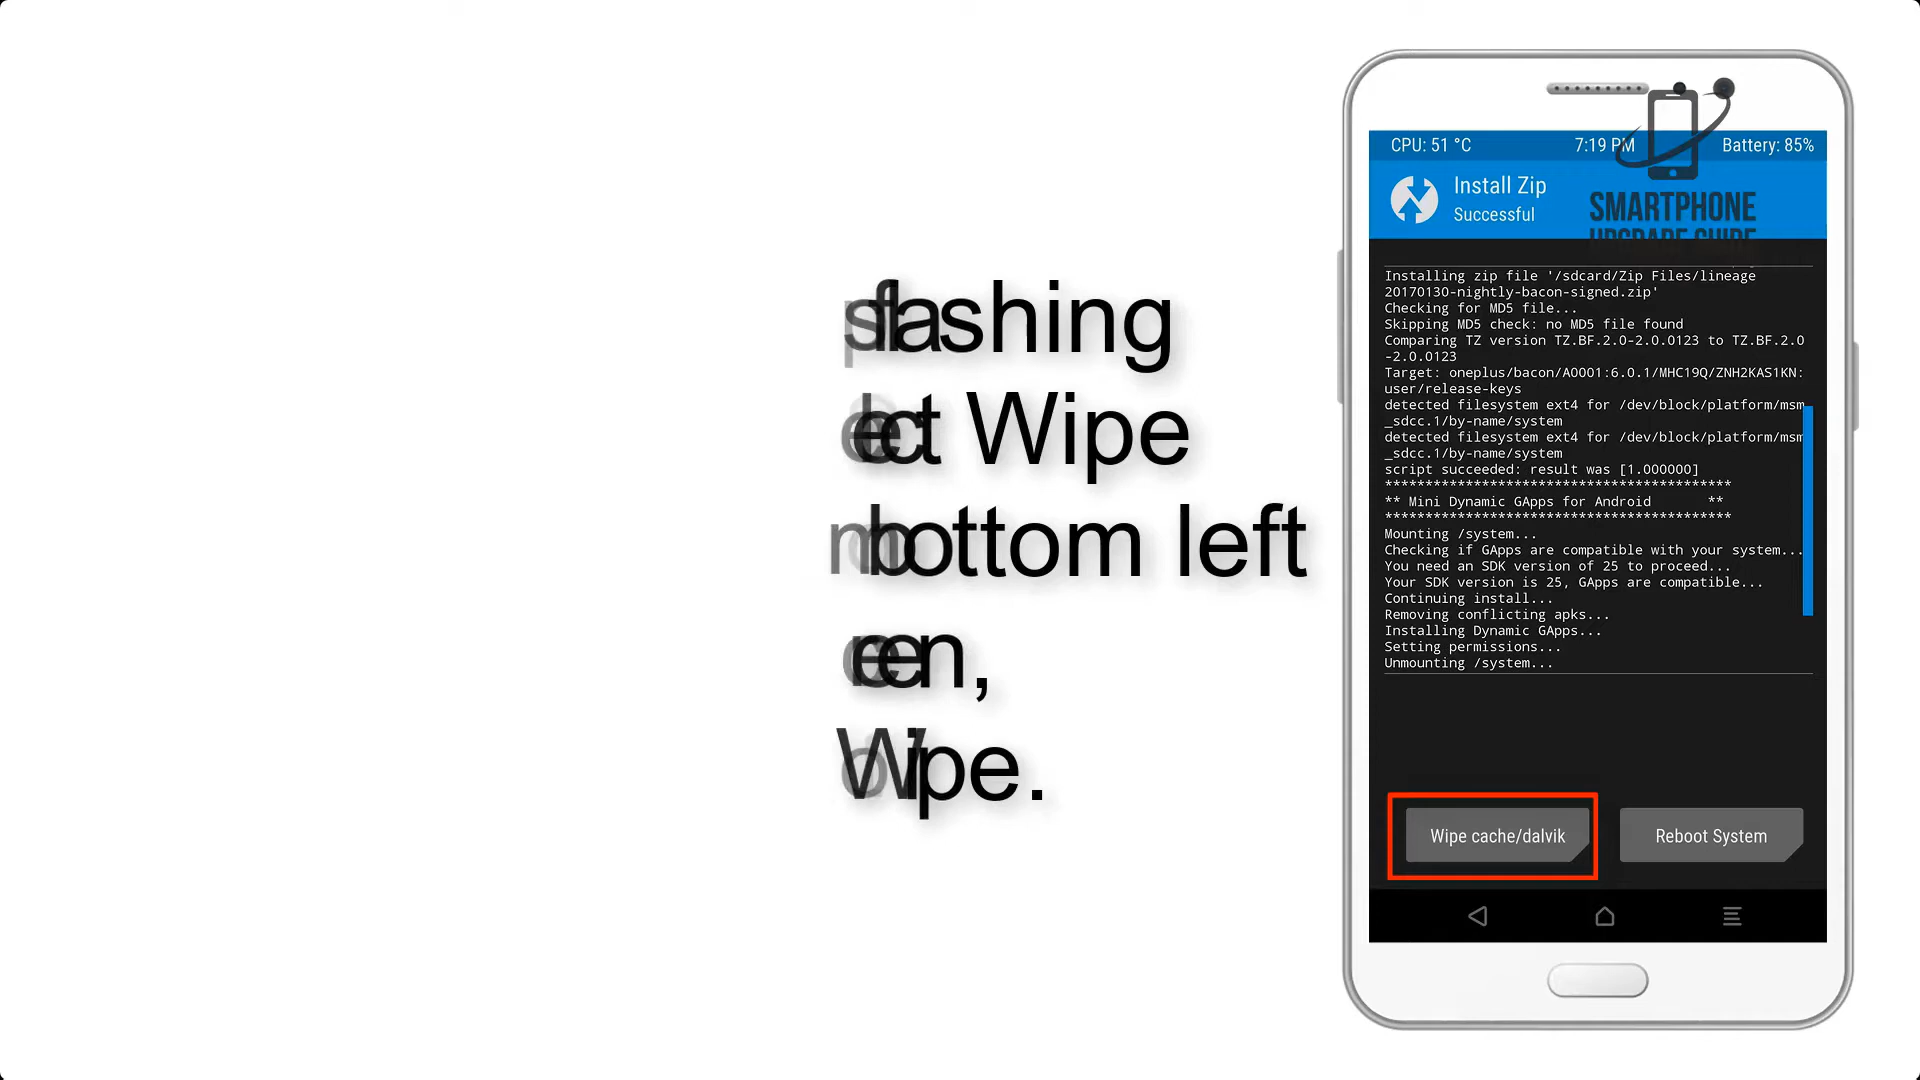 flashing
Wipe
bottom left
Wipe.
CPU: 51 °C 7:19 PM Battery: 85%
Install Zip
Successful
SMARTPHONE
UPGRADE GUIDE
Installing zip file '/sdcard/Zip Files/lineage
20170130-nightly-bacon-signed.zip'
Checking for MD5 file...
Skipping MD5 check: no MD5 file found
Comparing TZ version TZ.BF.2.0-2.0.0123 to TZ.BF.2.0
-2.0.0123
Target: oneplus/bacon/A0001:6.0.1/MHC19Q/ZNH2KAS1KN:
user/release-keys
detected filesystem ext4 for /dev/block/platform/msm
_sdcc.1/by-name/system
detected filesystem ext4 for /dev/block/platform/msm
_sdcc.1/by-name/system
script succeeded: result was [1.000000]
*******************************************
** Mini Dynamic GApps for Android **
*******************************************
Mounting /system...
Checking if GApps are compatible with your system...
You need an SDK version of 25 to proceed...
Your SDK version is 25, GApps are compatible...
Continuing install...
Removing conflicting apks...
Installing Dynamic GApps...
Setting permissions...
Unmounting /system...
Wipe cache/dalvik
Reboot System